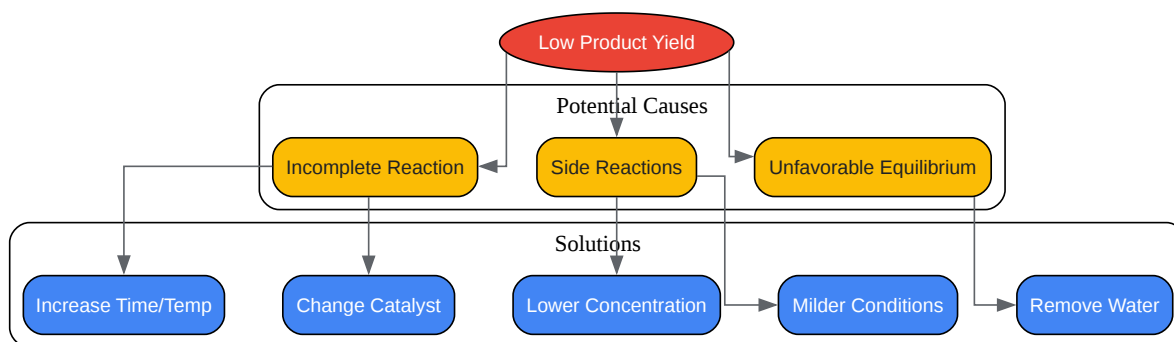 Low Product Yield
Potential Causes
Incomplete Reaction
Side Reactions
Unfavorable Equilibrium
Solutions
Increase Time/Temp
Change Catalyst
Lower Concentration
Milder Conditions
Remove Water